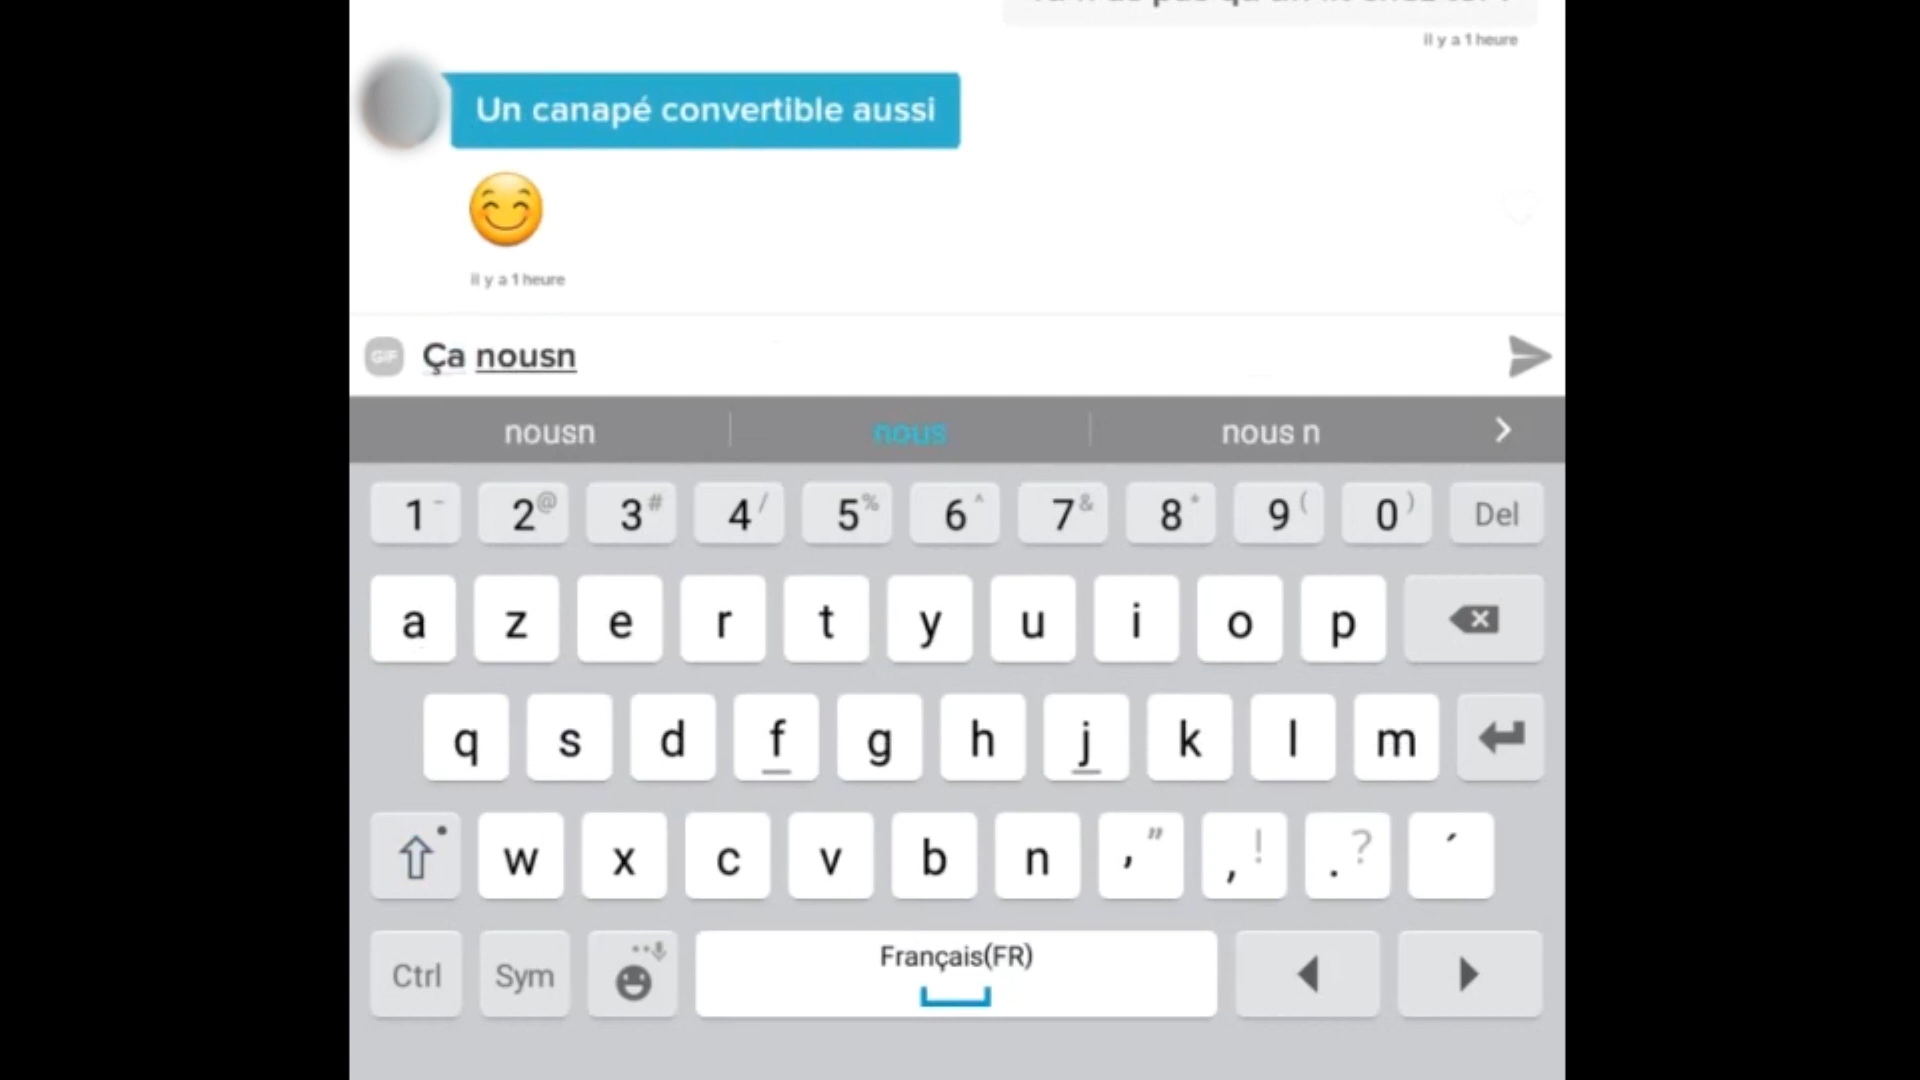 il y a 1 heure
Un canapé convertible aussi
il y a 1 heure
GIF Ça nousn
nousn nous nous n
1 - 2 @ 3 # 4 / 5 % 6 ^ 7 & 8 * 9 ( 0 ) Del
a z e r t y u i o p
q s d f g h j k l m
w x c v b n ' " , ! . ? ´
Ctrl Sym Français(FR)